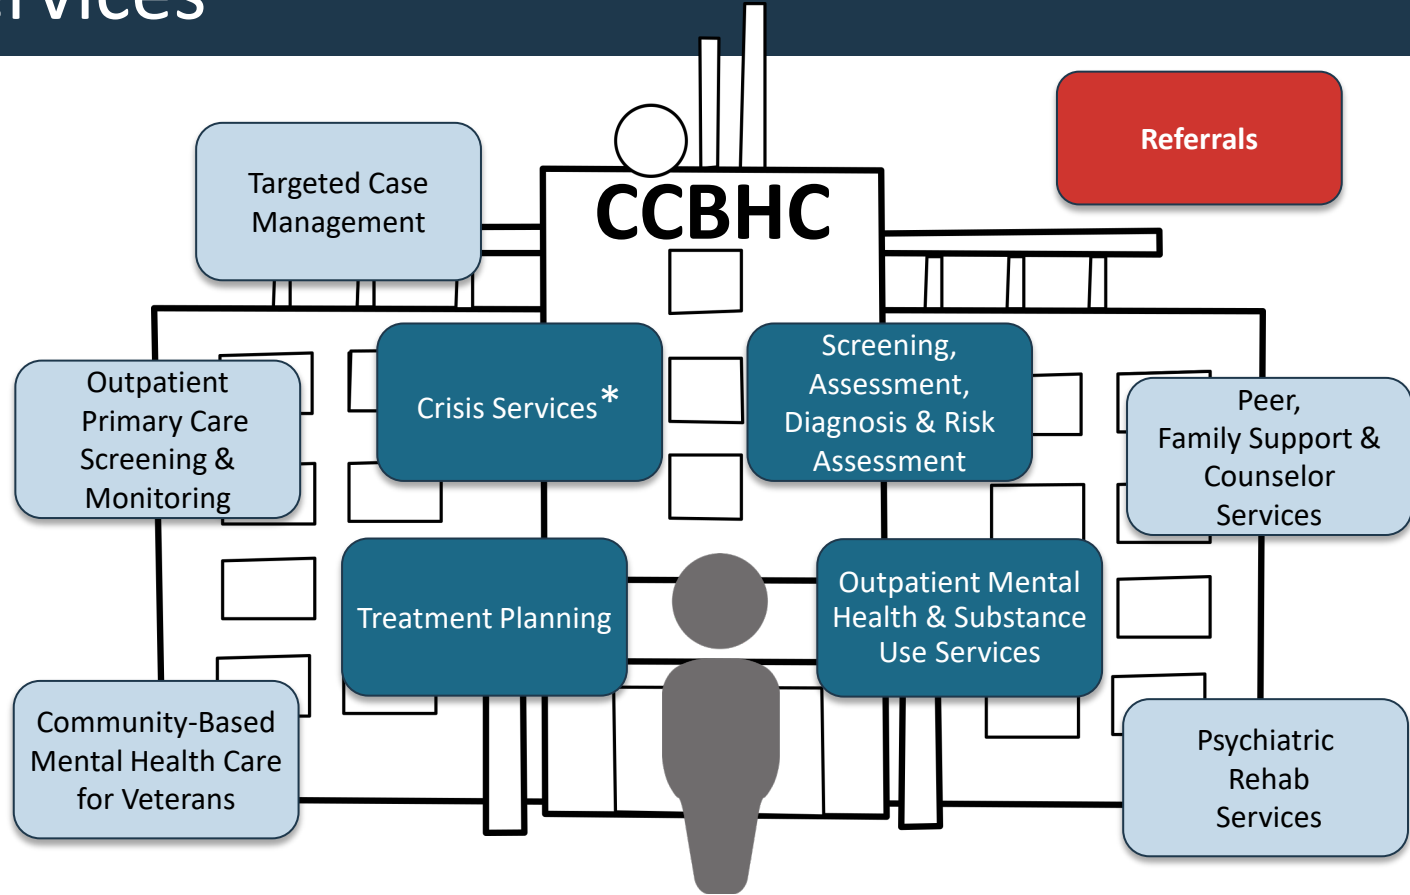 Referrals
Targeted Case
Management
CCBHC
Crisis Services*
Screening,
Assessment,
Diagnosis & Risk
Assessment
Outpatient
Primary Care
Screening &
Monitoring
Peer,
Family Support &
Counselor
Services
Treatment Planning
Outpatient Mental
Health & Substance
Use Services
Community-Based
Mental Health Care
for Veterans
Psychiatric
Rehab
Services